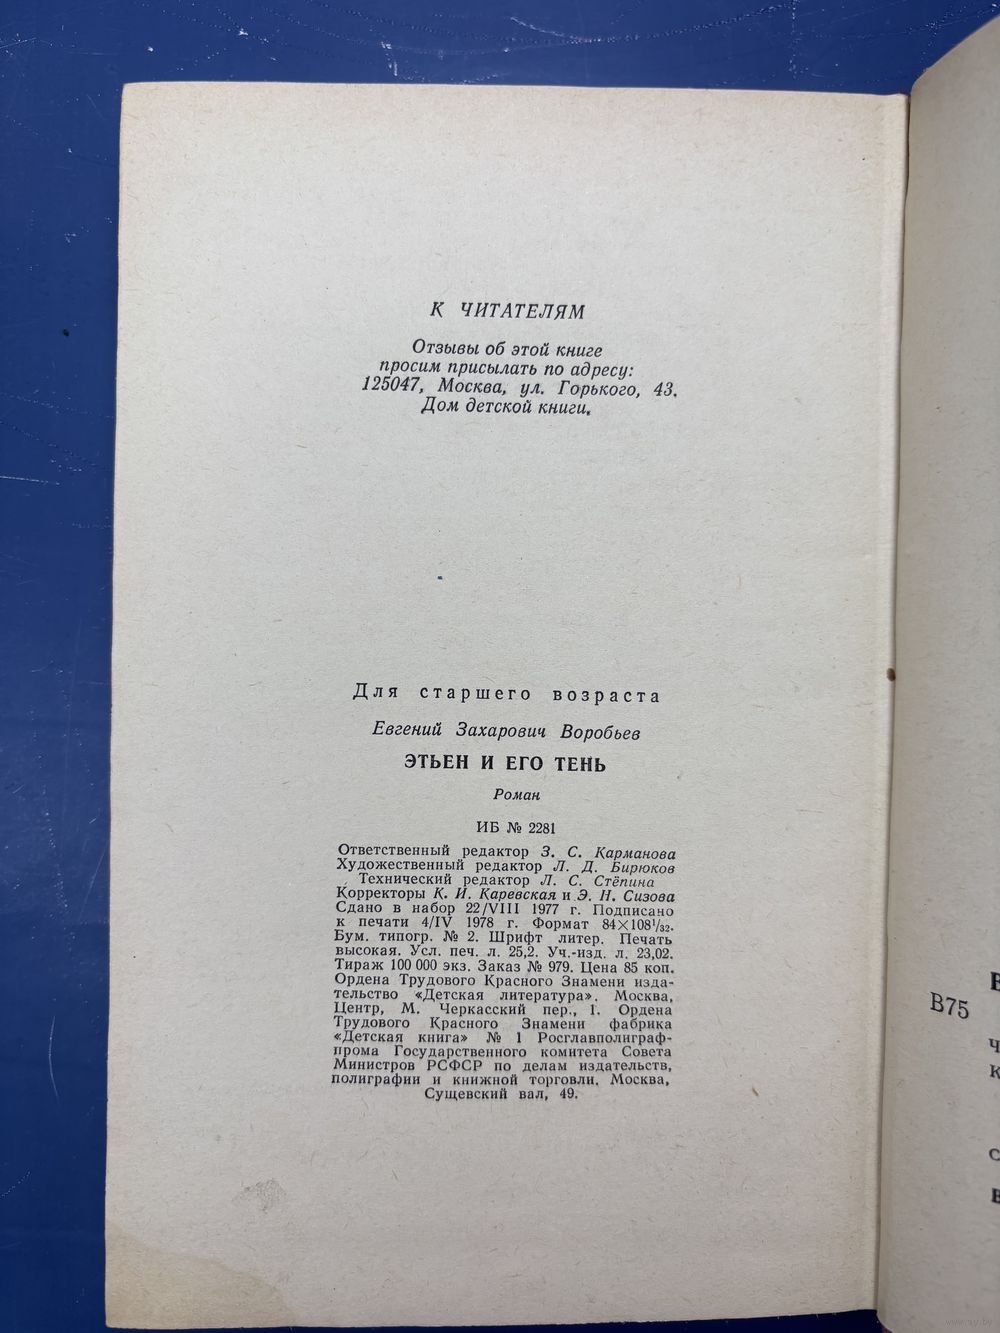 К ЧИТАТЕЛЯМ
Отзывы об этой книге
просим присылать по адресу:
125047, Москва, ул. Горького, 43.
Дом детской книги.
Для старшего возраста
Евгений Захарович Воробьев
ЭТЬЕН И ЕГО ТЕНЬ
Роман
ИБ № 2281
Ответственный редактор З. С. Карманова
Художественный редактор Л. Д. Бирюков
Технический редактор Л. С. Стёпина
Корректоры К. И. Каревская и Э. Н. Сизова
Сдано в набор 22/VIII 1977 г. Подписано
к печати 4/IV 1978 г. Формат 84×108¹/₃₂.
Бум. типогр. № 2. Шрифт литер. Печать
высокая. Усл. печ. л. 25,2. Уч.-изд. л. 23,02.
Тираж 100 000 экз. Заказ № 979. Цена 85 коп.
Ордена Трудового Красного Знамени изда-
тельство «Детская литература». Москва,
Центр, М. Черкасский пер., 1. Ордена
Трудового Красного Знамени фабрика
«Детская книга» № 1 Росглавполиграф-
прома Государственного комитета Совета
Министров РСФСР по делам издательств,
полиграфии и книжной торговли. Москва,
Сущевский вал, 49.
В75